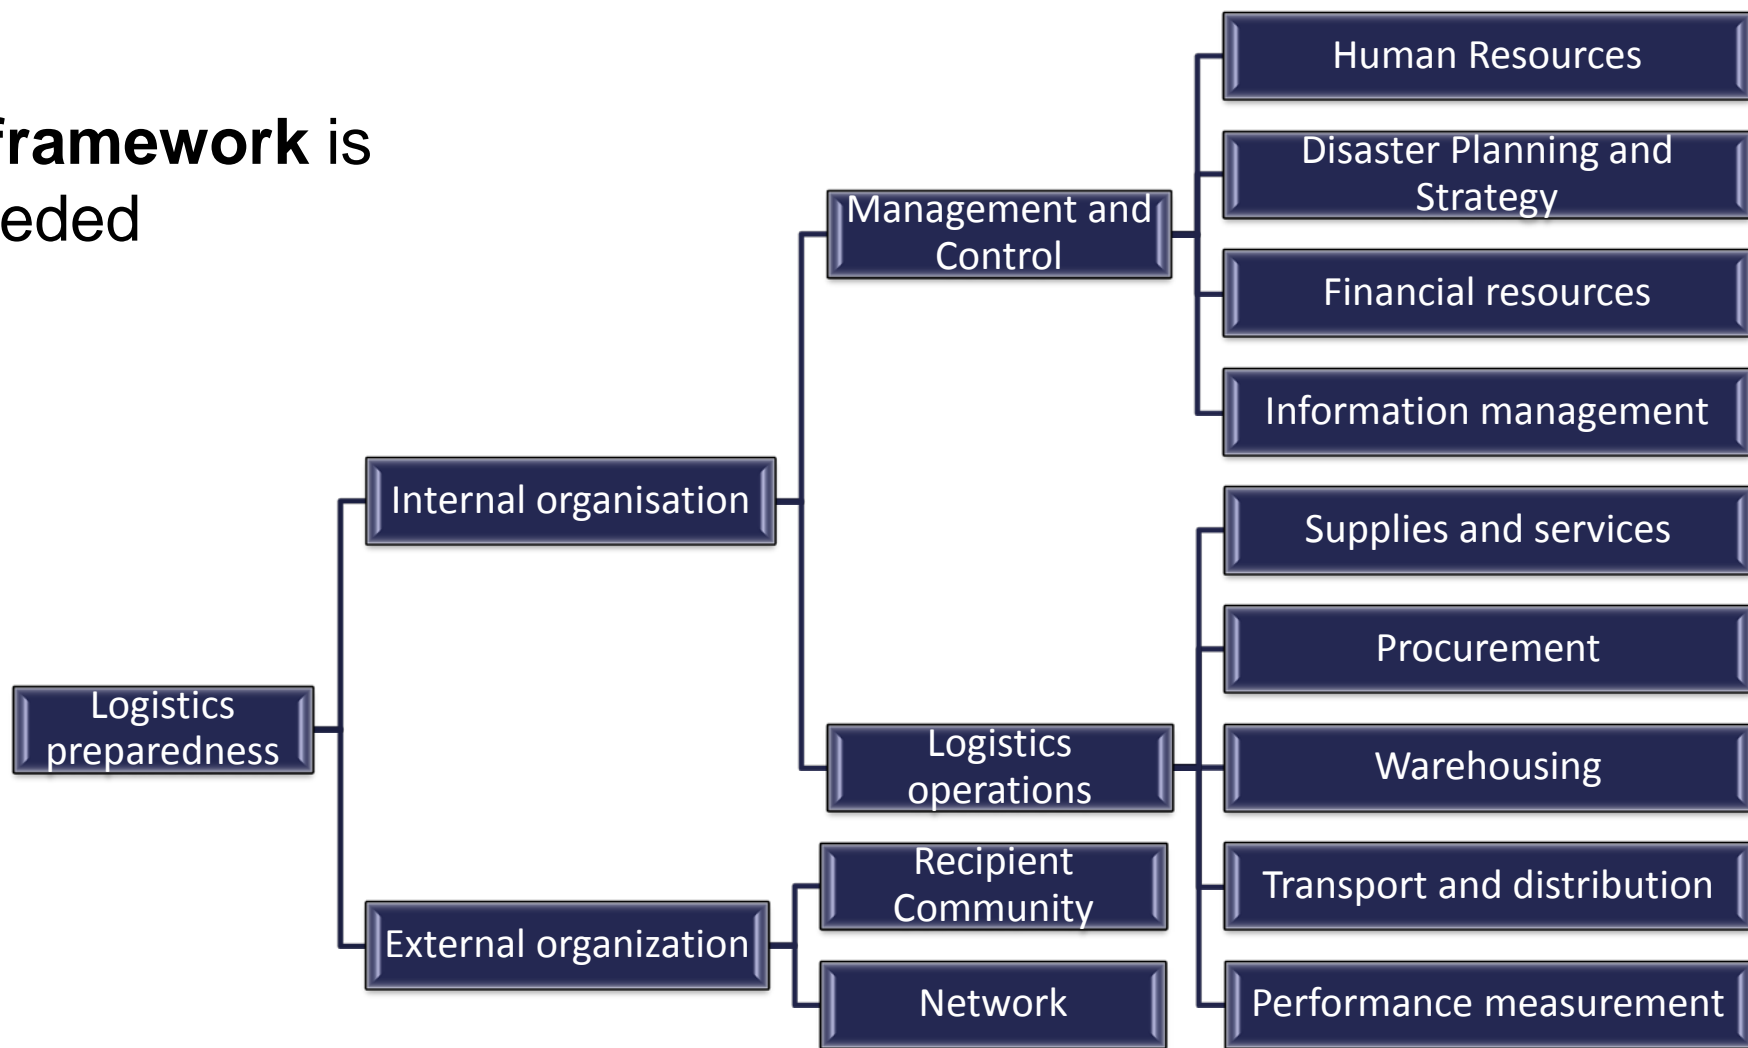 framework is
eded
Human Resources
Disaster Planning and
Strategy
Management and
Control
Financial resources
Information management
Internal organisation
Supplies and services
Procurement
Logistics
preparedness
Logistics
operations
Warehousing
Recipient
Community
Transport and distribution
External organization
Network
Performance measurement